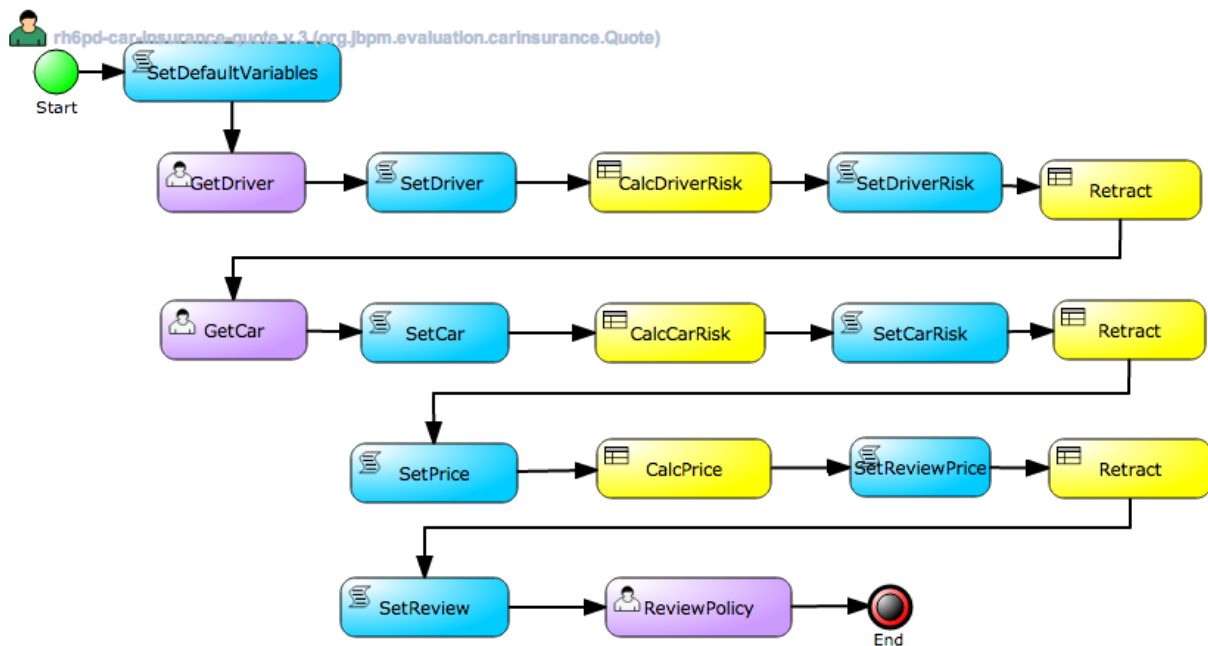 rh6pd-car-insurance-quote v.3 (org.jbpm.evaluation.carinsurance.Quote)
SetDefaultVariables
Start
GetDriver
SetDriver
CalcDriverRisk
SetDriverRisk
Retract
GetCar
SetCar
CalcCarRisk
SetCarRisk
Retract
SetPrice
CalcPrice
SetReviewPrice
Retract
SetReview
ReviewPolicy
End